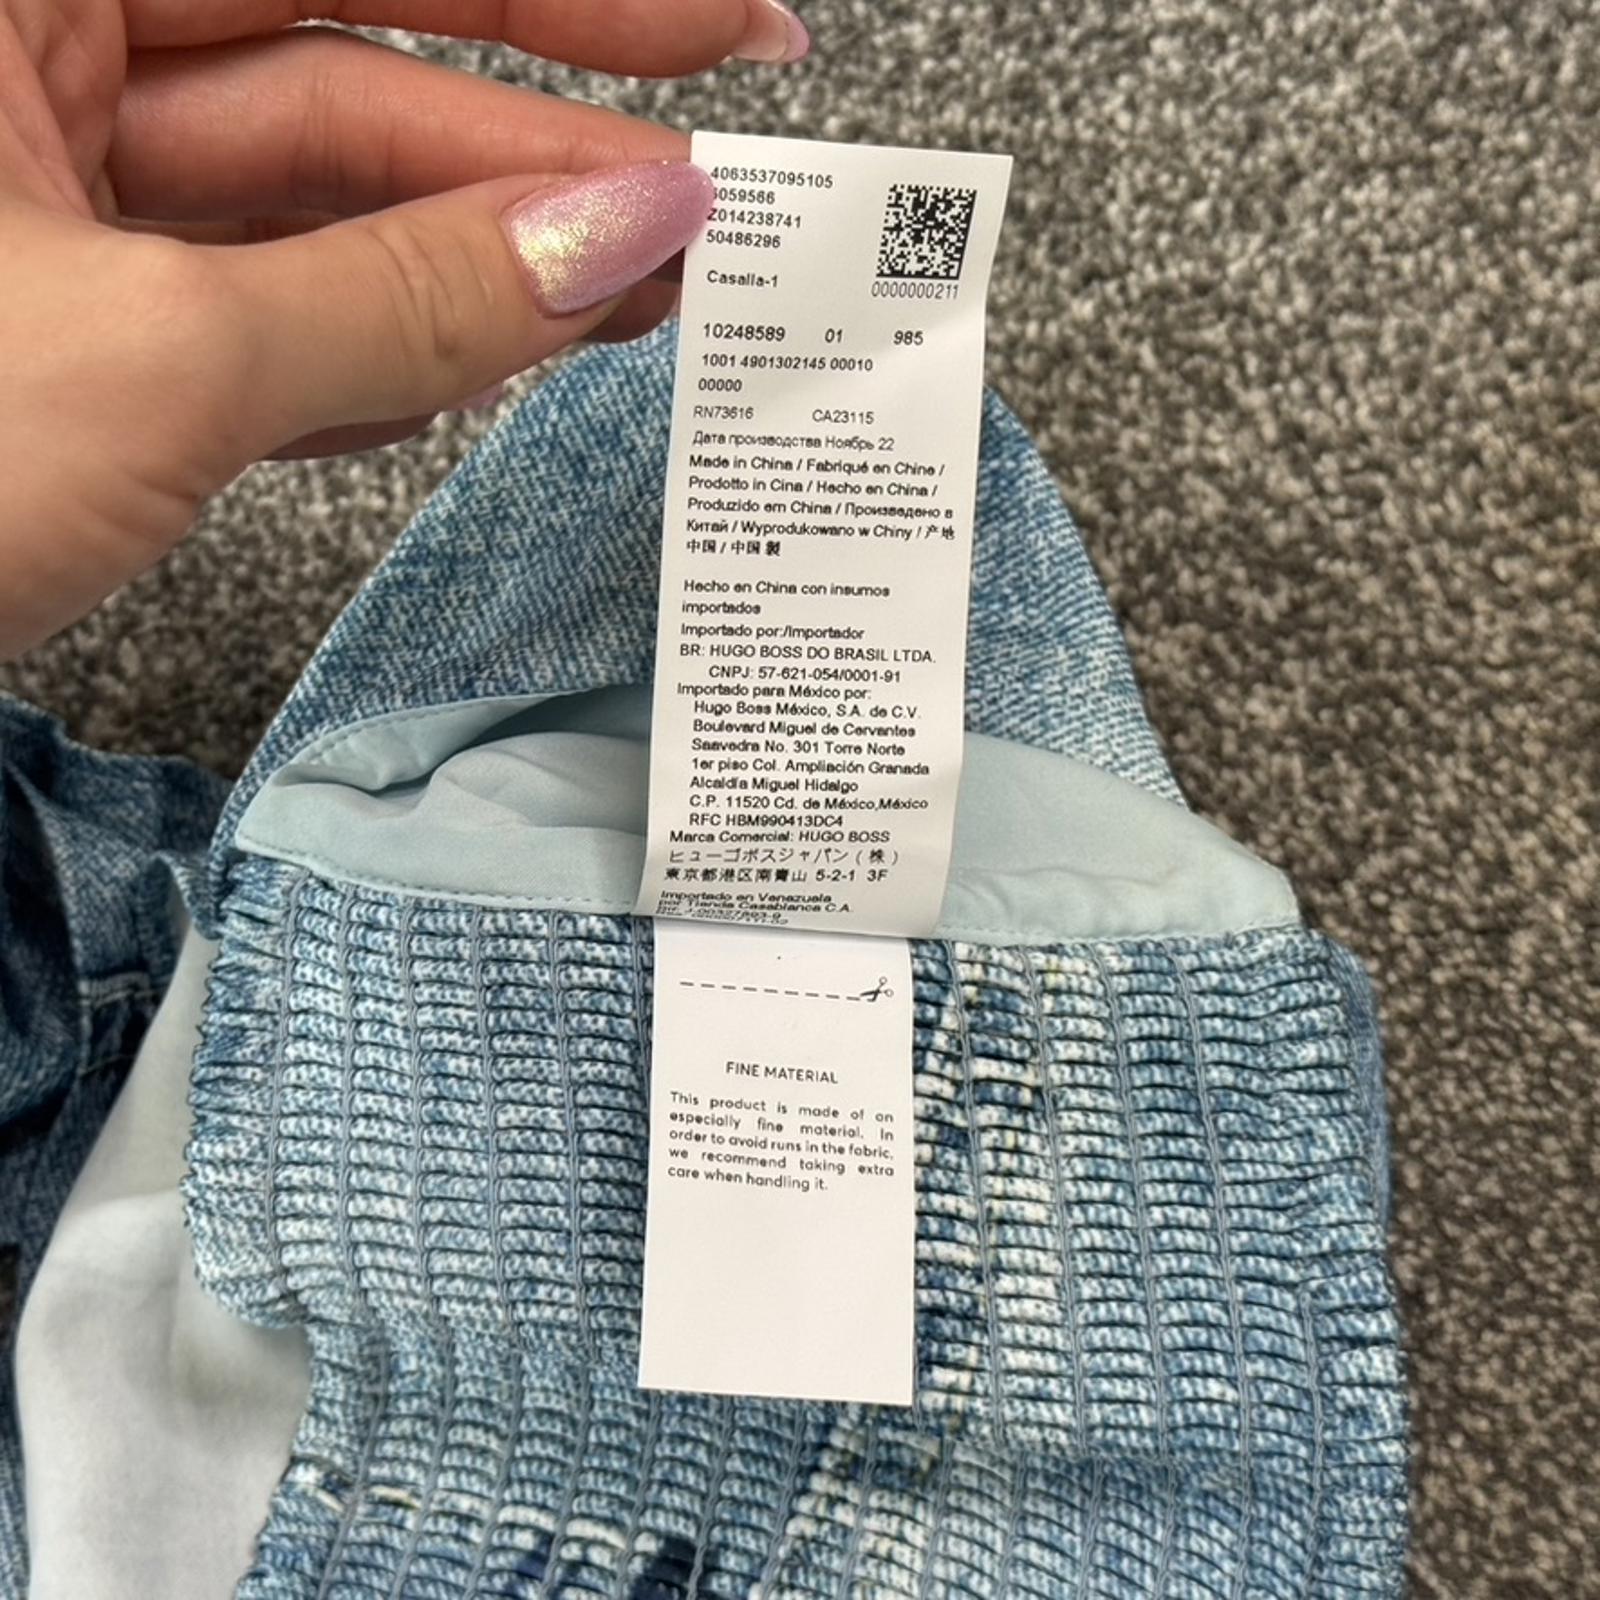 4063537095105
6059566
Z014238741
50486296
0000000211
Casalla-1
10248589 01 985
1001 4901302145 00010
00000
RN73616 CA23115
Дата производства Ноябрь 22
Made in China / Fabriqué en Chine /
Prodotto in Cina / Hecho en China /
Produzido em China / Произведено в
Китай / Wyprodukowano w Chiny / 产地
中国 / 中国 製
Hecho en China con insumos
importados
Importado por:/Importador
BR: HUGO BOSS DO BRASIL LTDA.
CNPJ: 57-621-054/0001-91
Importado para México por:
Hugo Boss México, S.A. de C.V.
Boulevard Miguel de Cervantes
Saavedra No. 301 Torre Norte
1er piso Col. Ampliación Granada
Alcaldía Miguel Hidalgo
C.P. 11520 Cd. de México,México
RFC HBM990413DC4
Marca Comercial: HUGO BOSS
ヒューゴボスジャパン ( 株 )
東京都港区南青山 5-2-1 3F
Importado en Venezuela
por Tienda Casablanca C.A.
FINE MATERIAL
This product is made of an
especially fine material. In
order to avoid runs in the fabric,
we recommend taking extra
care when handling it.